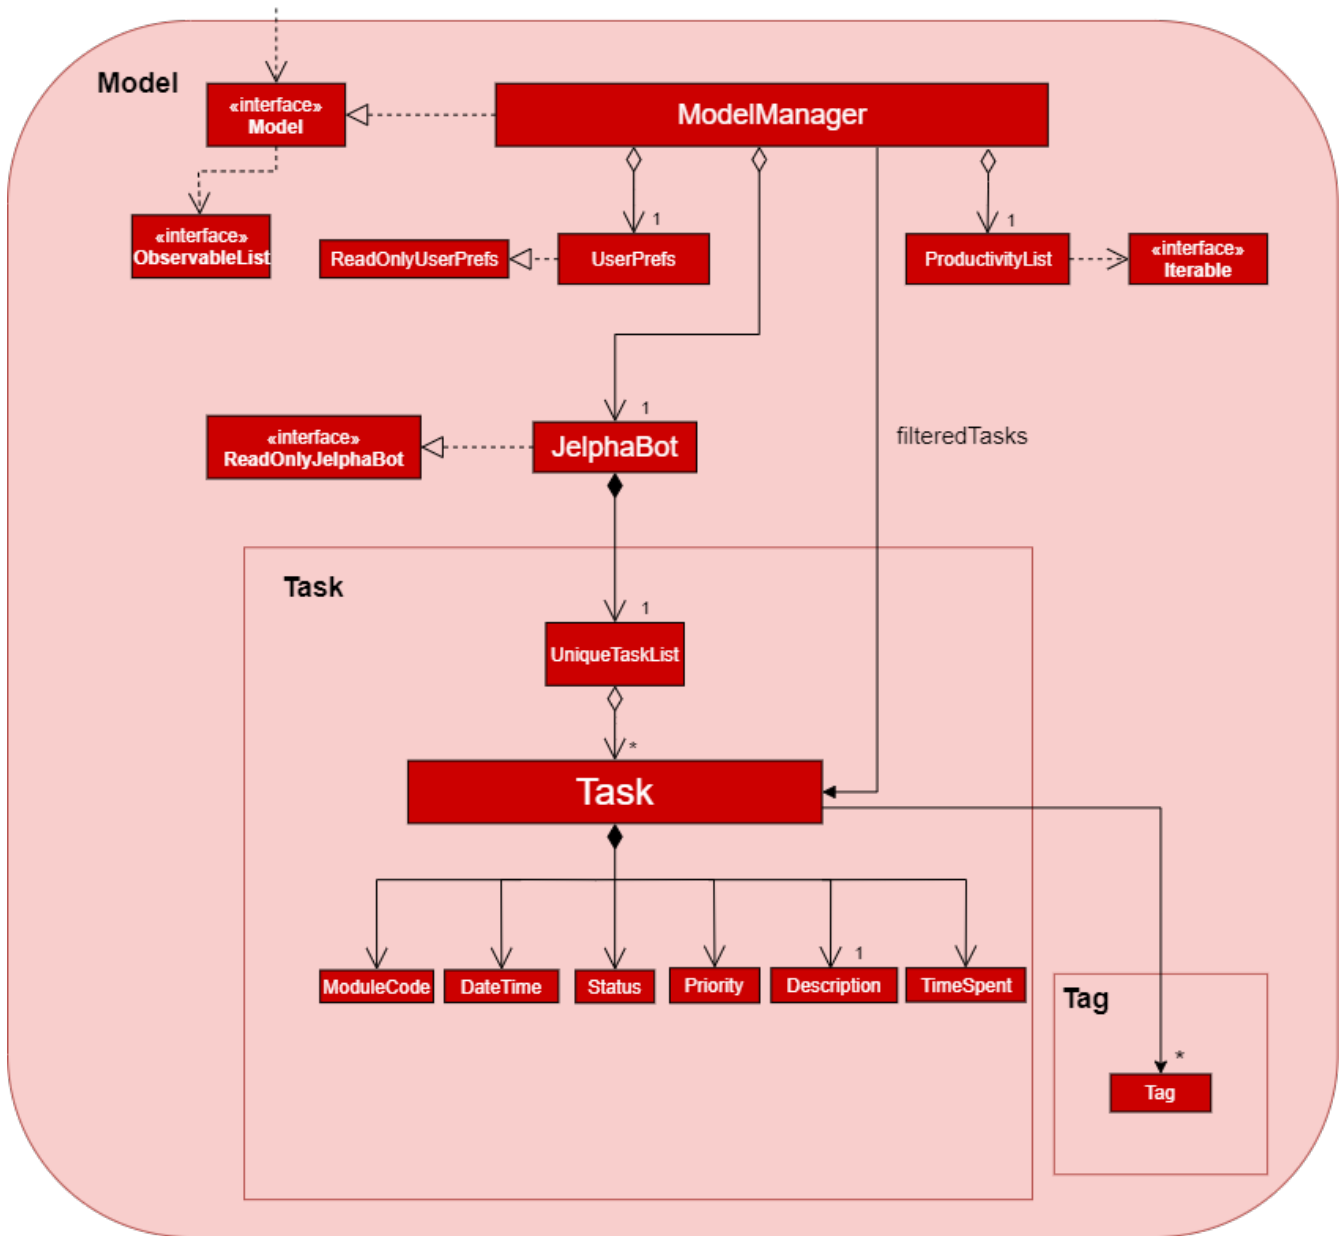 Model
«interface»
Model
ModelManager
«interface»
ObservableList
1
1
ReadOnlyUserPrefs
UserPrefs
ProductivityList
«interface»
Iterable
1
«interface»
ReadOnlyJelphaBot
JelphaBot
filteredTasks
Task
1
UniqueTaskList
*
Task
1
ModuleCode
DateTime
Status
Priority
Description
TimeSpent
Tag
*
Tag